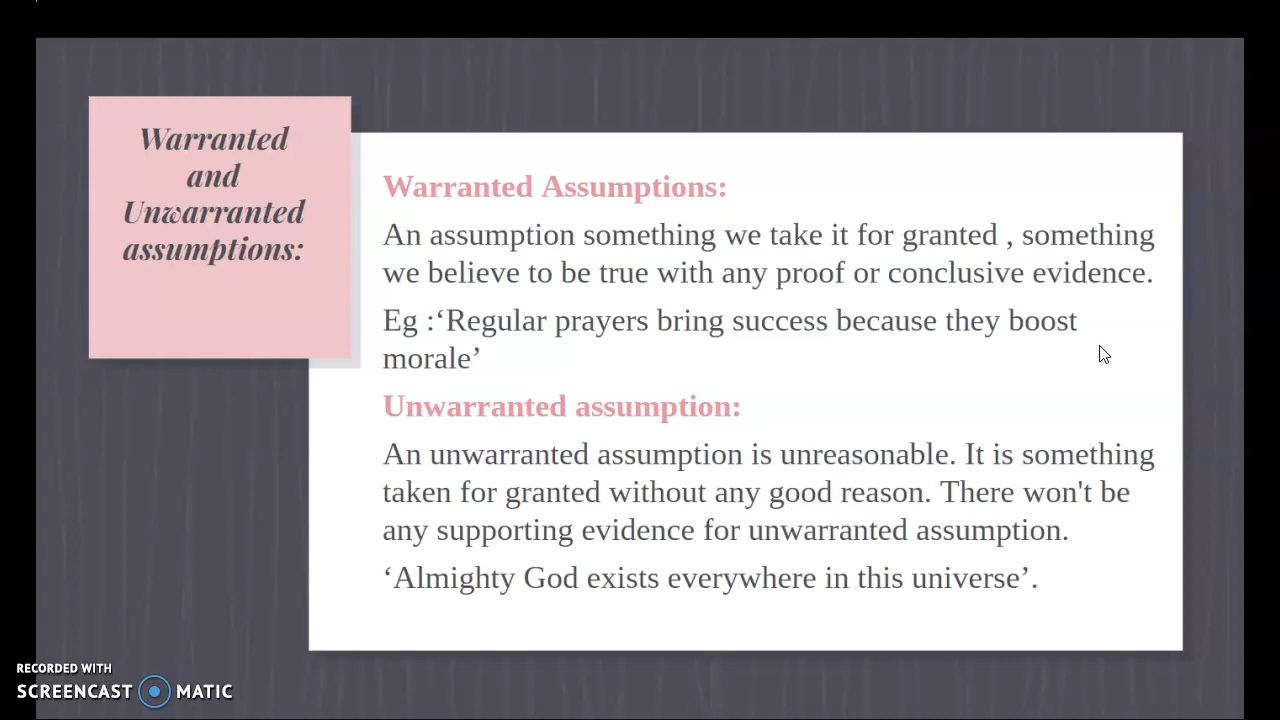 Warranted
and
Unwarranted
assumptions:
Warranted Assumptions:
An assumption something we take it for granted , something
we believe to be true with any proof or conclusive evidence.
Eg :‘Regular prayers bring success because they boost
morale’
Unwarranted assumption:
An unwarranted assumption is unreasonable. It is something
taken for granted without any good reason. There won't be
any supporting evidence for unwarranted assumption.
‘Almighty God exists everywhere in this universe’.
RECORDED WITH
SCREENCAST MATIC